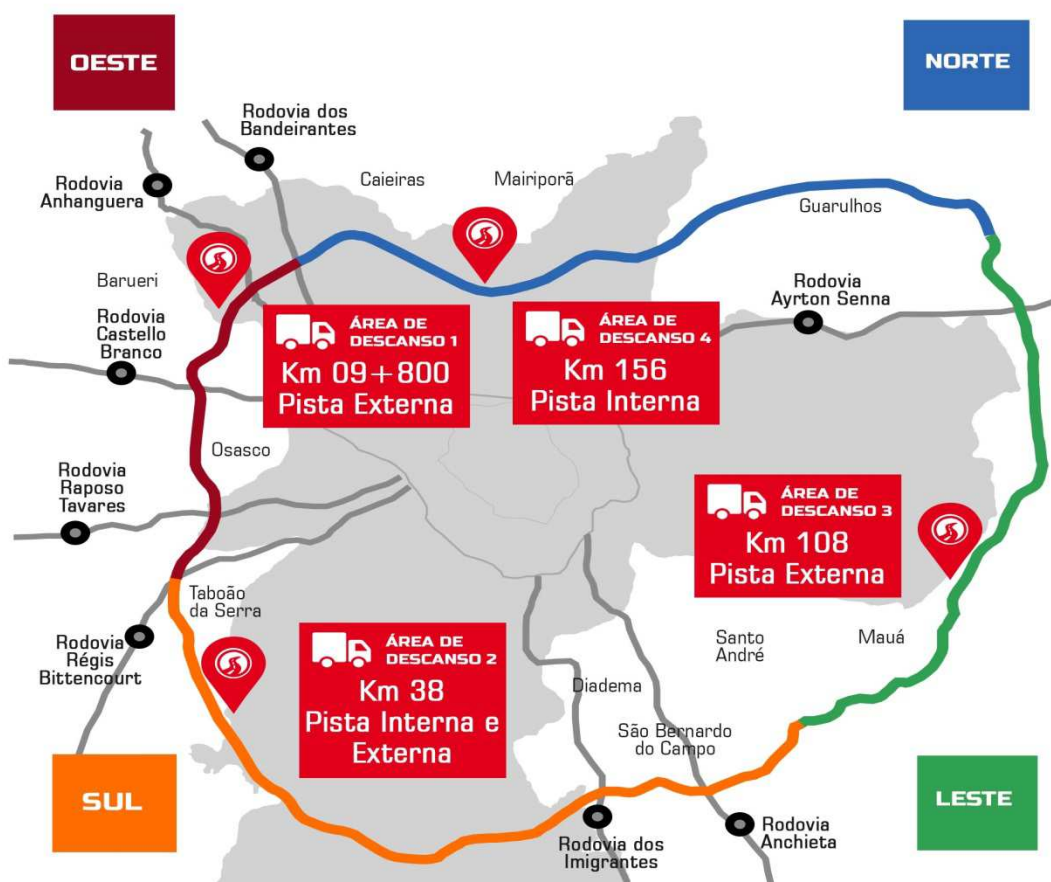 OESTE
NORTE
Rodovia dos
Bandeirantes
Caieiras
Mairiporã
Rodovia
Anhanguera
Guarulhos
Barueri
Rodovia
Ayrton Senna
Rodovia
Castello
Branco
ÁREA DE
DESCANSO 1
Km 09+800
Pista Externa
ÁREA DE
DESCANSO 4
Km 156
Pista Interna
Osasco
Rodovia
Raposo
Tavares
ÁREA DE
DESCANSO 3
Km 108
Pista Externa
Taboão
da Serra
Rodovia
Régis
Bittencourt
ÁREA DE
DESCANSO 2
Km 38
Pista Interna e
Externa
Santo
André
Mauá
Diadema
São Bernardo
do Campo
SUL
LESTE
Rodovia dos
Imigrantes
Rodovia
Anchieta